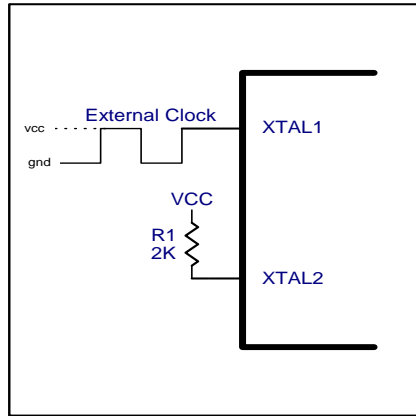 External Clock
vcc
XTAL1
gnd
VCC
R1
2K
XTAL2